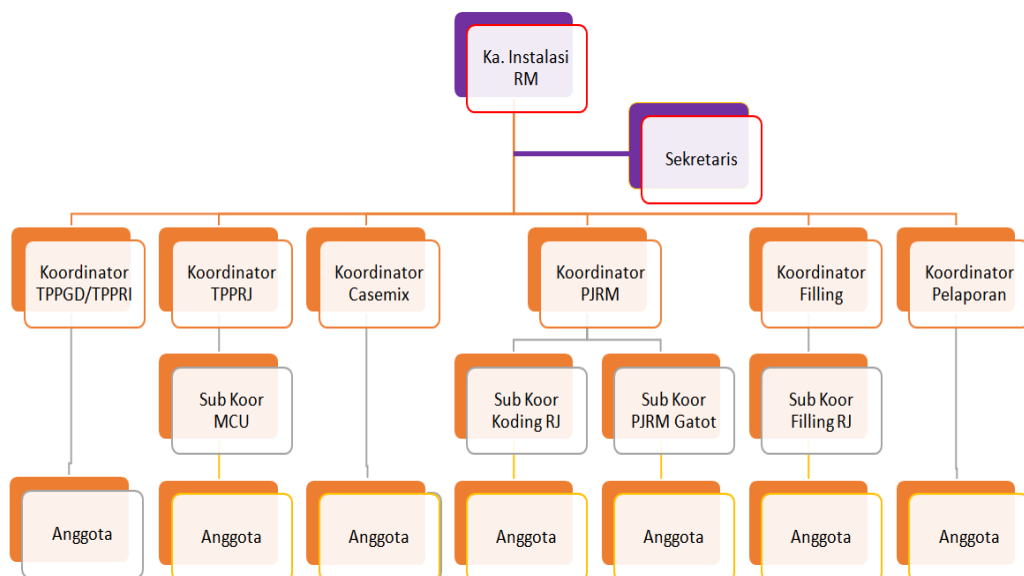 Ka. Instalasi
RM
Sekretaris
Koordinator
TPPGD/TPPRI
Koordinator
TPPRJ
Koordinator
Casemix
Koordinator
PJRM
Koordinator
Filling
Koordinator
Pelaporan
Sub Koor
MCU
Sub Koor
Koding RJ
Sub Koor
PJRM Gatot
Sub Koor
Filling RJ
Anggota
Anggota
Anggota
Anggota
Anggota
Anggota
Anggota